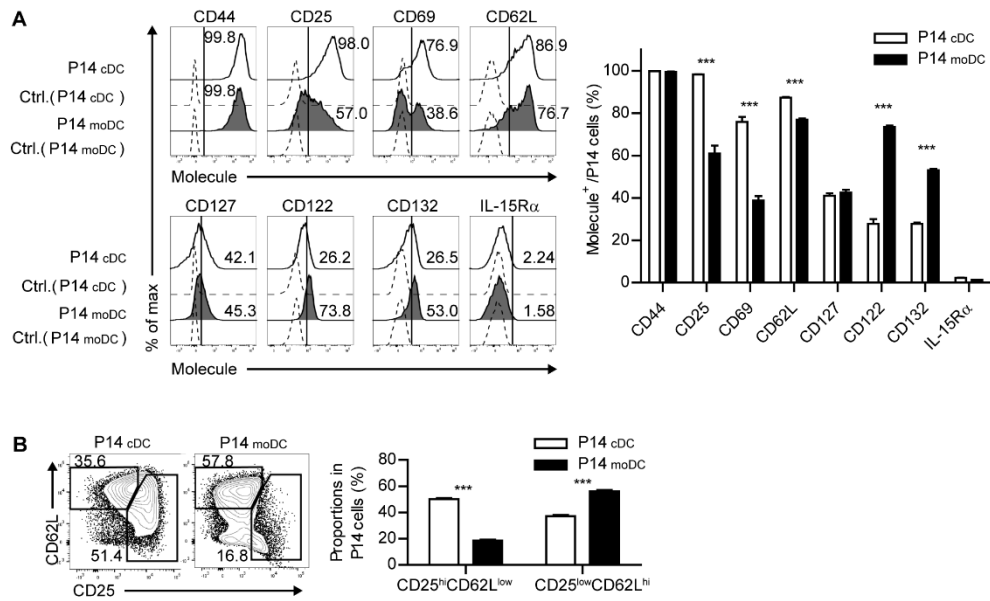 A
CD44 CD25 CD69 CD62L
P14 cDC 99.8 98.0 76.9 86.9
Ctrl.(P14 cDC)
P14 moDC 99.8 57.0 38.6 76.7
Ctrl.(P14 moDC)
Molecule
CD127 CD122 CD132 IL-15Rα
P14 cDC 42.1 26.2 26.5 2.24
Ctrl.(P14 cDC)
P14 moDC 45.3 73.8 53.0 1.58
Ctrl.(P14 moDC)
% of max
Molecule
P14 cDC
P14 moDC
Molecule⁺/P14 cells (%)
100
80
60
40
20
0
*** *** *** *** ***
CD44 CD25 CD69 CD62L CD127 CD122 CD132 IL-15Rα
B
P14 cDC P14 moDC
35.6 57.8
51.4 16.8
CD62L
CD25
P14 cDC
P14 moDC
Proportions in
P14 cells (%)
80
60
40
20
0
*** ***
CD25ʰⁱCD62Lˡᵒʷ CD25ˡᵒʷCD62Lʰⁱ